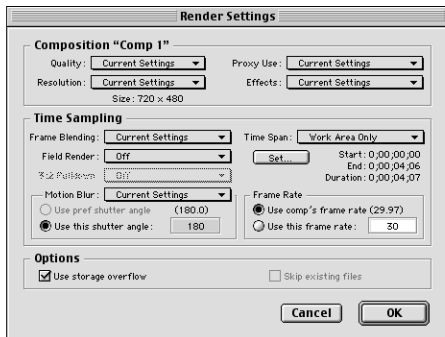 Render Settings
Composition “Comp 1”
Quality: Current Settings Proxy Use: Current Settings
Resolution: Current Settings Effects: Current Settings
Size: 720 x 480
Time Sampling
Frame Blending: Current Settings Time Span: Work Area Only
Field Render: Off Set... Start: 0;00;00;00
End: 0;00;04;06
3:2 Pulldown: Off Duration: 0;00;04;07
Motion Blur: Current Settings Frame Rate
Use pref shutter angle (180.0) Use comp's frame rate (29.97)
Use this shutter angle: 180 Use this frame rate: 30
Options
Use storage overflow Skip existing files
Cancel OK